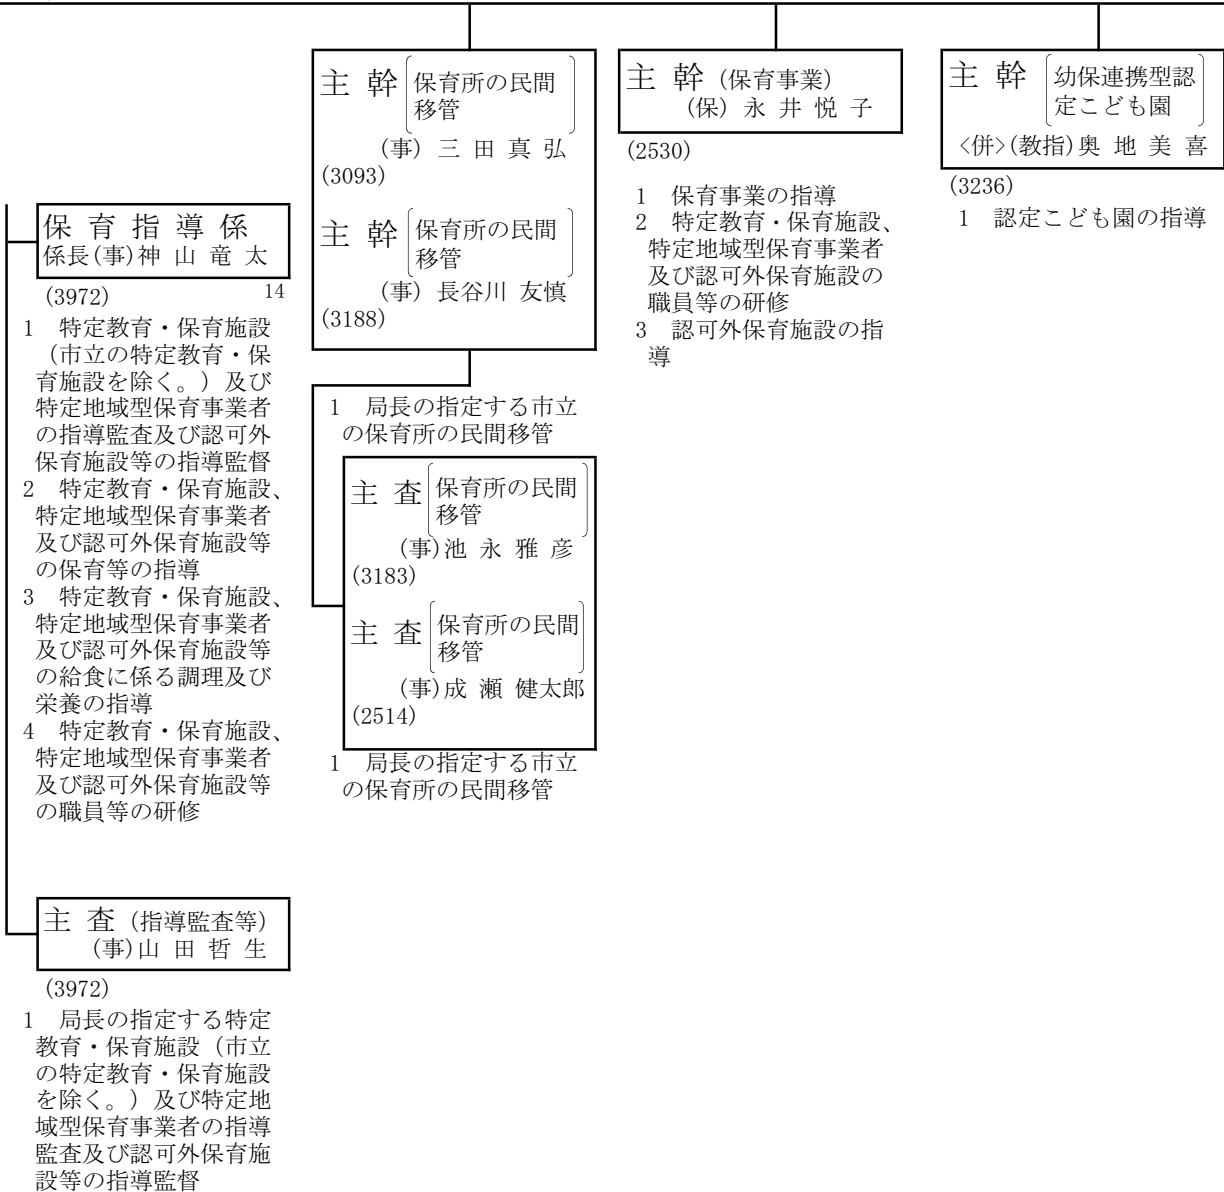 保育指導係
係長(事)神山竜太
(3972) 14
1 特定教育・保育施設
(市立の特定教育・保
育施設を除く。)及び
特定地域型保育事業者
の指導監査及び認可外
保育施設等の指導監督
2 特定教育・保育施設、
特定地域型保育事業者
及び認可外保育施設等
の保育等の指導
3 特定教育・保育施設、
特定地域型保育事業者
及び認可外保育施設等
の給食に係る調理及び
栄養の指導
4 特定教育・保育施設、
特定地域型保育事業者
及び認可外保育施設等
の職員等の研修
主査(指導監査等)
(事)山田哲生
(3972)
1 局長の指定する特定
教育・保育施設(市立
の特定教育・保育施設
を除く。)及び特定地
域型保育事業者の指導
監査及び認可外保育施
設等の指導監督
主幹 保育所の民間
移管
(事)三田真弘
(3093)
主幹 保育所の民間
移管
(事)長谷川友慎
(3188)
1 局長の指定する市立
の保育所の民間移管
主査 保育所の民間
移管
(事)池永雅彦
(3183)
主査 保育所の民間
移管
(事)成瀬健太郎
(2514)
1 局長の指定する市立
の保育所の民間移管
主幹(保育事業)
(保)永井悦子
(2530)
1 保育事業の指導
2 特定教育・保育施設、
特定地域型保育事業者
及び認可外保育施設の
職員等の研修
3 認可外保育施設の指
導
主幹 幼保連携型認
定こども園
<併>(教指)奥地美喜
(3236)
1 認定こども園の指導